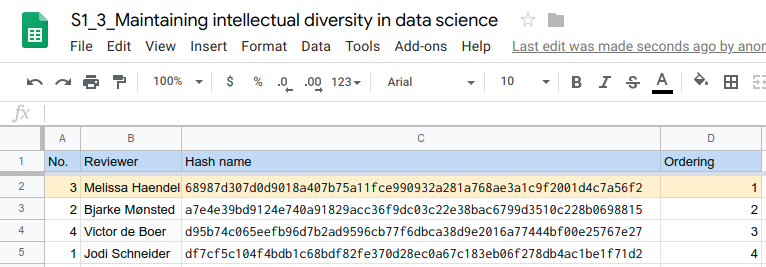 S1_3_Maintaining intellectual diversity in data science
File Edit View Insert Format Data Tools Add-ons Help Last edit was made seconds ago by anor
100% $ % .0 .00 123 Arial 10 B I S A
fx
A B C D
1 No. Reviewer Hash name Ordering
2 3 Melissa Haendel 68987d307d0d9018a407b75a11fce990932a281a768ae3a1c9f2001d4c7a56f2 1
3 2 Bjarke Mønsted a7e4e39bd9124e740a91829acc36f9dc03c22e38bac6799d3510c228b0698815 2
4 4 Victor de Boer d95b74c065eefb96d7b2ad9596cb77f6dbca38d9e2016a77444bf00e25767e27 3
5 1 Jodi Schneider df7cf5c104f4bdb1c68bdf82fe370d28ec0a67c183eb06f278db4ac1be1f71d2 4